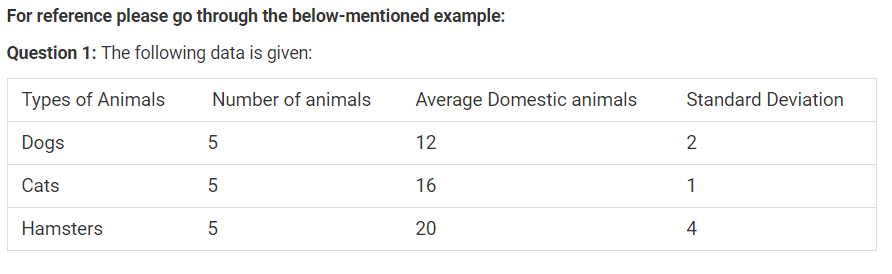 For reference please go through the below-mentioned example:
Question 1: The following data is given:
Types of Animals Number of animals Average Domestic animals Standard Deviation
Dogs 5 12 2
Cats 5 16 1
Hamsters 5 20 4